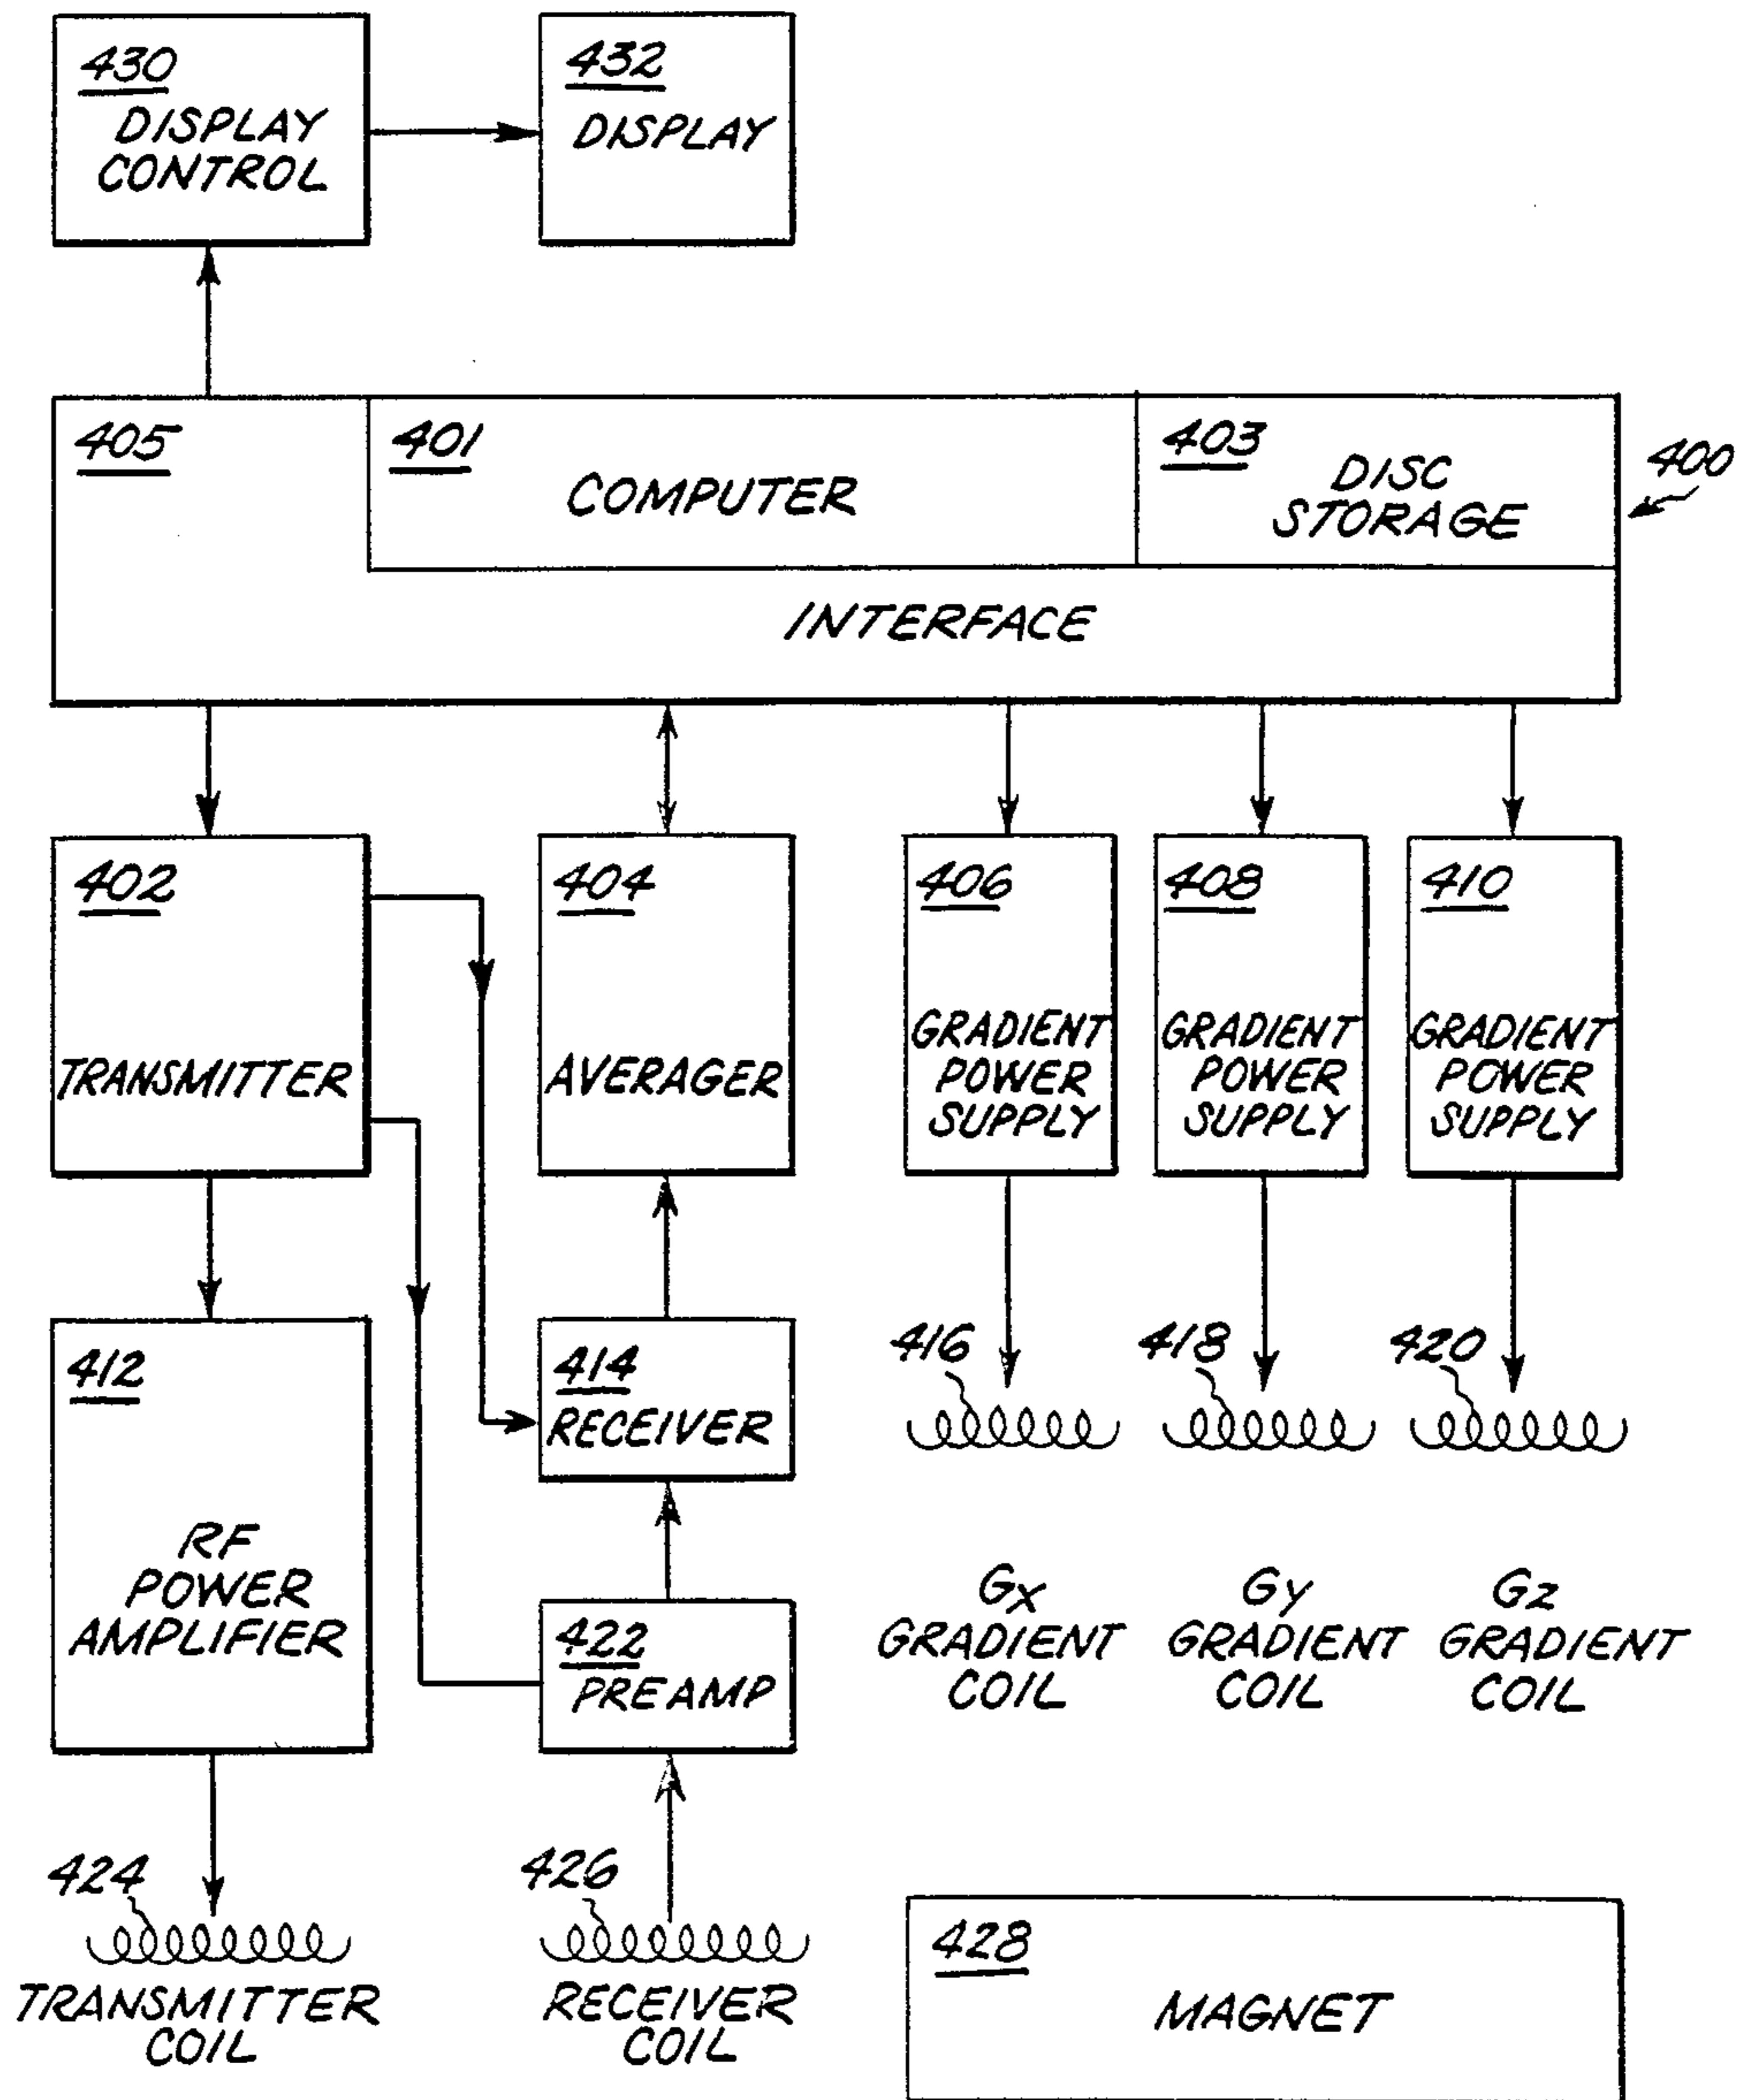 430
DISPLAY
CONTROL
432
DISPLAY
405
401
COMPUTER
403
DISC
STORAGE
400
INTERFACE
402
TRANSMITTER
404
AVERAGER
406
GRADIENT
POWER
SUPPLY
408
GRADIENT
POWER
SUPPLY
410
GRADIENT
POWER
SUPPLY
412
RF
POWER
AMPLIFIER
414
RECEIVER
416
418
420
422
PREAMP
GX
GRADIENT
COIL
GY
GRADIENT
COIL
GZ
GRADIENT
COIL
424
TRANSMITTER
COIL
426
RECEIVER
COIL
428
MAGNET